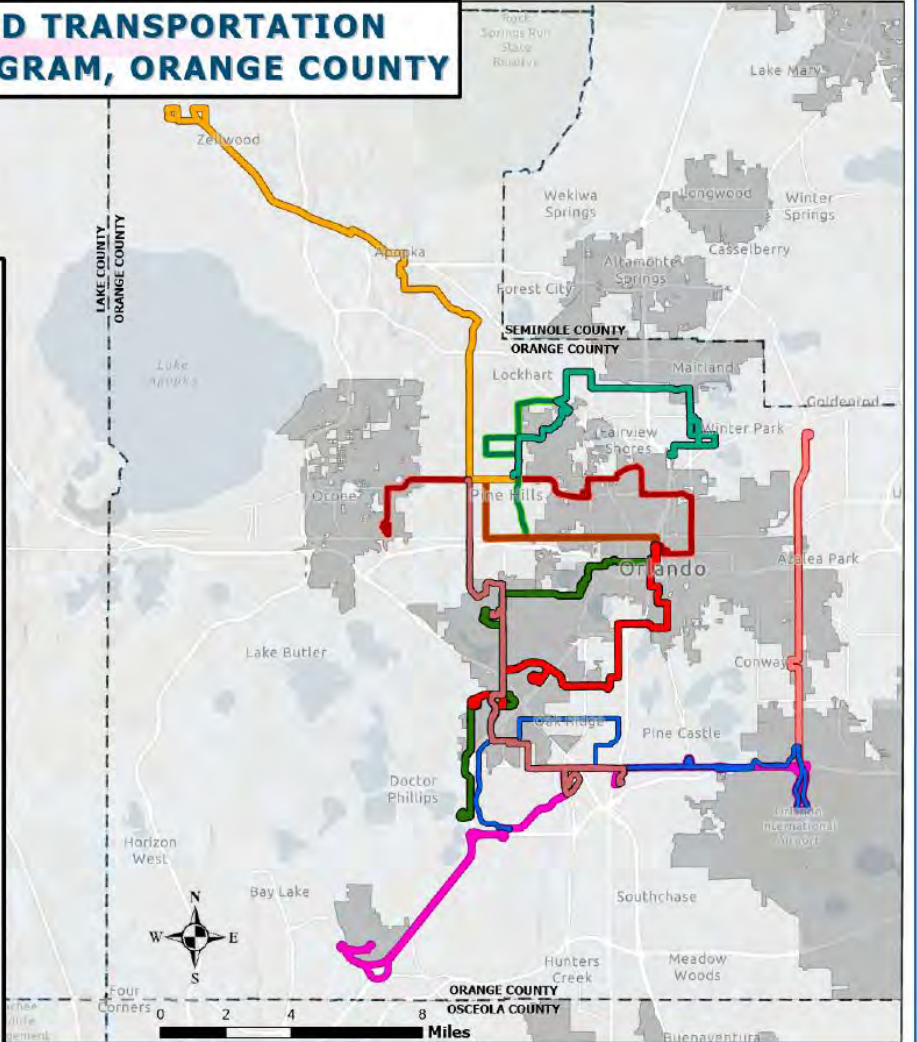 D TRANSPORTATION
GRAM, ORANGE COUNTY
Rock
Springs Run
State
Reserve
Lake Mary
Zellwood
Wekiwa
Springs
Longwood
Winter
Springs
Casselberry
Apopka
Altamonte
Springs
Forest City
LAKE COUNTY
ORANGE COUNTY
SEMINOLE COUNTY
ORANGE COUNTY
Lake
Apopka
Lockhart
Maitland
Goldenrod
Fairview
Shores
Winter Park
Ocoee
Pine Hills
Orlando
Azalea Park
Lake Butler
Conway
Oak Ridge
Pine Castle
Doctor
Phillips
Orlando
International
Airport
Horizon
West
Bay Lake
Southchase
N
W
E
S
Hunters
Creek
Meadow
Woods
ORANGE COUNTY
OSCEOLA COUNTY
Four
Corners
0
2
4
8
Miles
Buenaventura